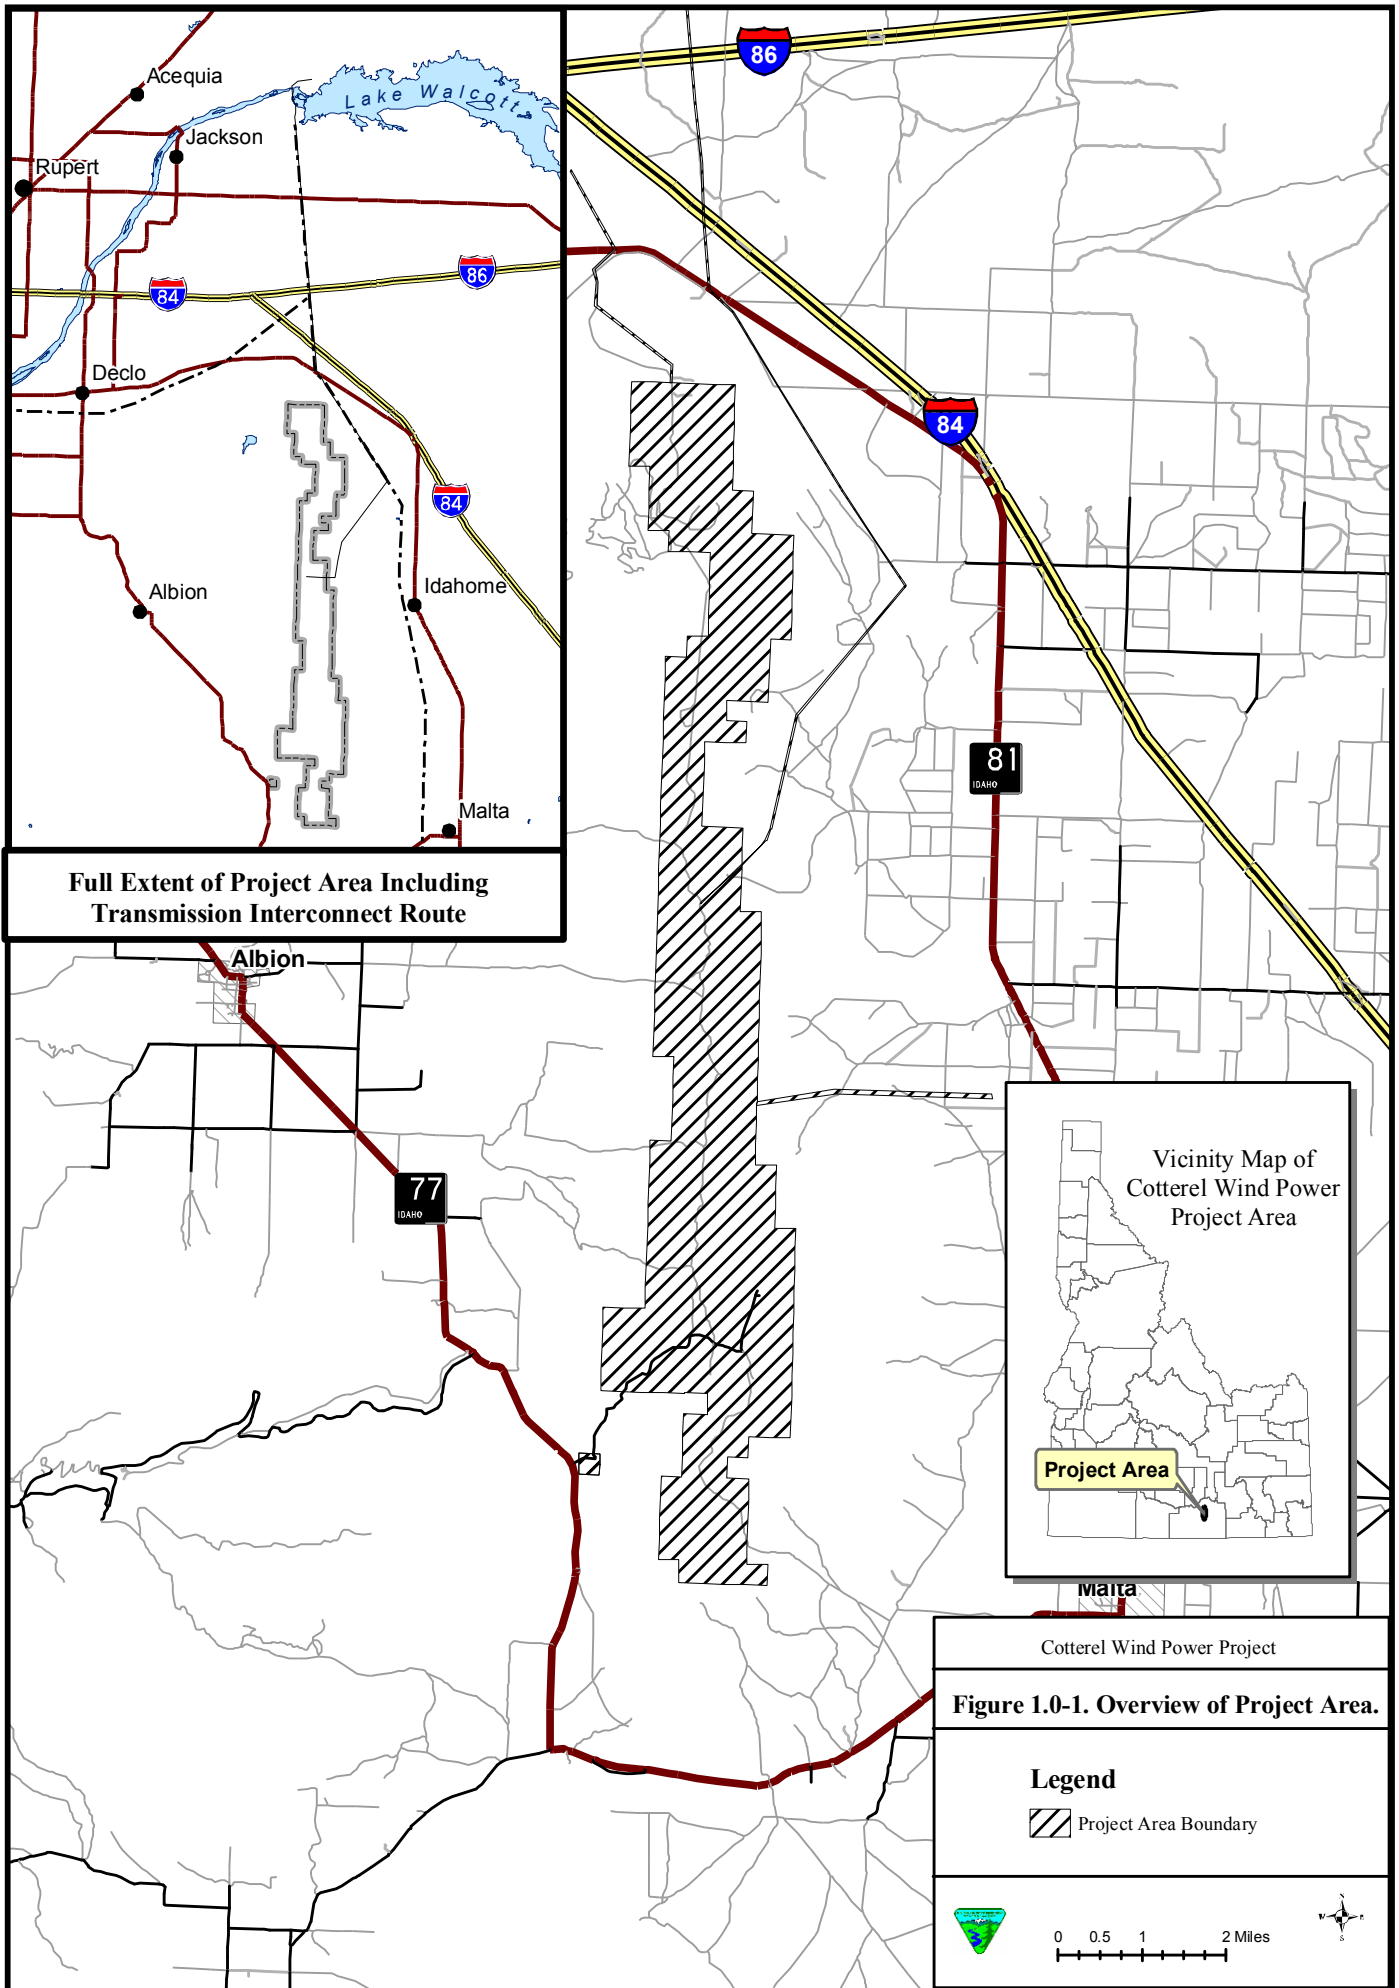 Acequia
Lake Walcott
Jackson
Rupert
86
84
Declo
84
Albion
Idahome
Malta
Full Extent of Project Area Including
Transmission Interconnect Route
86
84
81
IDAHO
Albion
77
IDAHO
Vicinity Map of
Cotterel Wind Power
Project Area
Project Area
Malta
Cotterel Wind Power Project
Figure 1.0-1. Overview of Project Area.
Legend
Project Area Boundary
N
W E
S
0 0.5 1 2 Miles